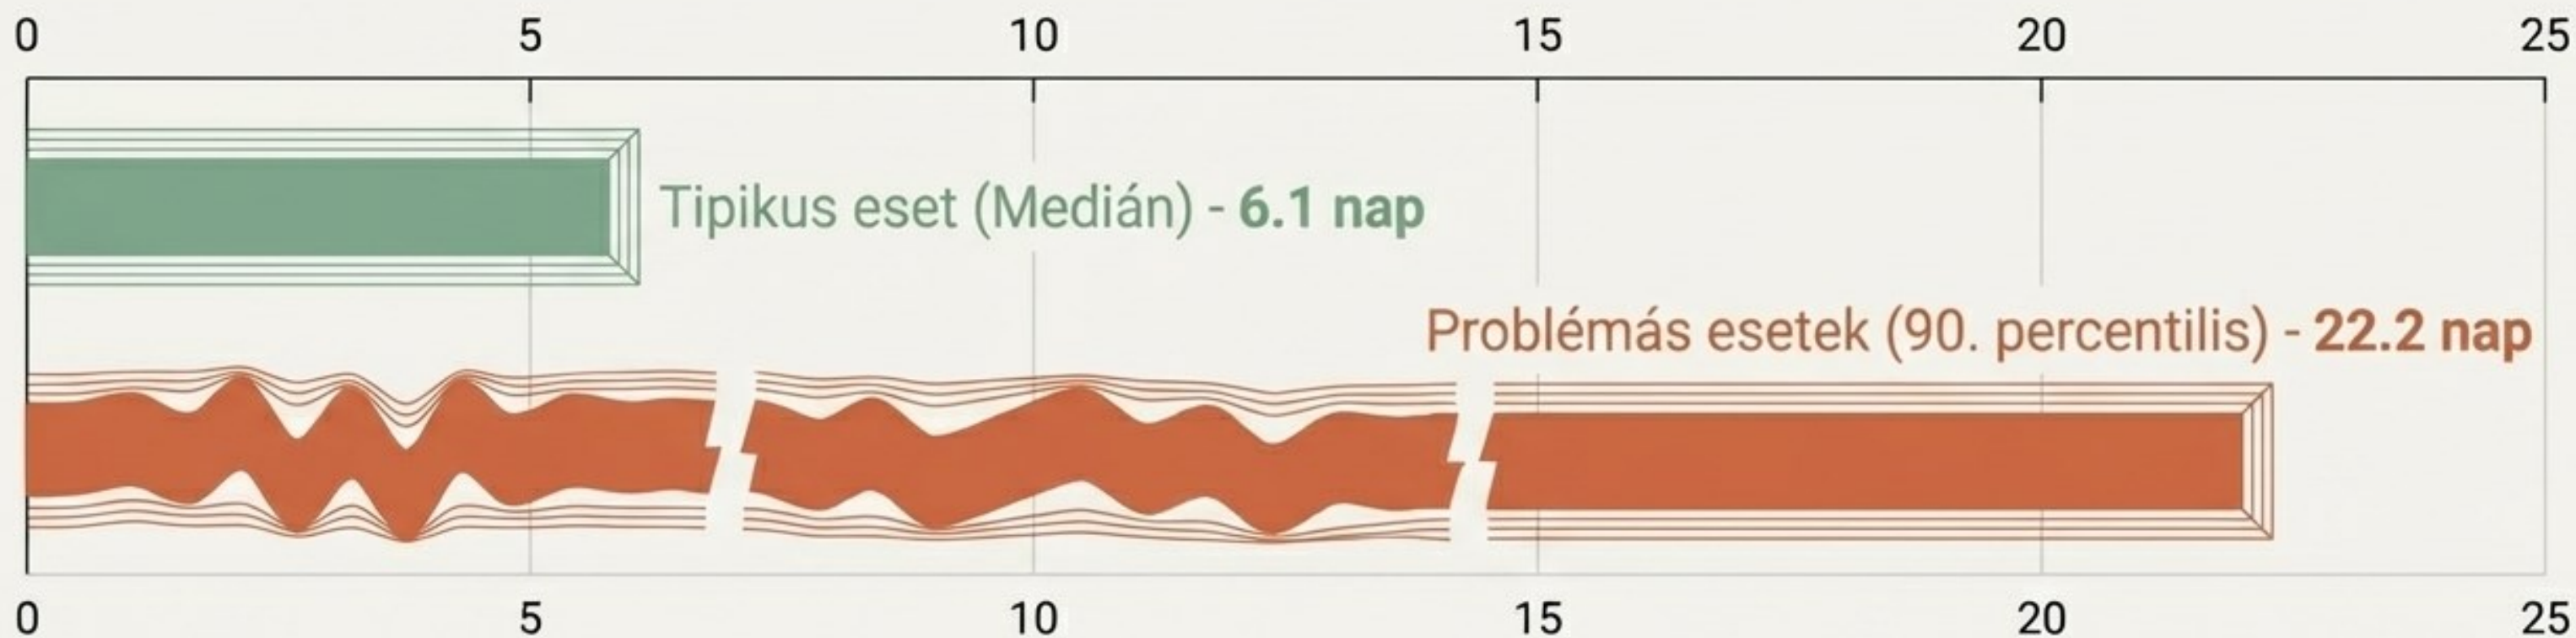 0 5 10 15 20 25
Tipikus eset (Medián) - 6.1 nap
Problémás esetek (90. percentilis) - 22.2 nap
0 5 10 15 20 25